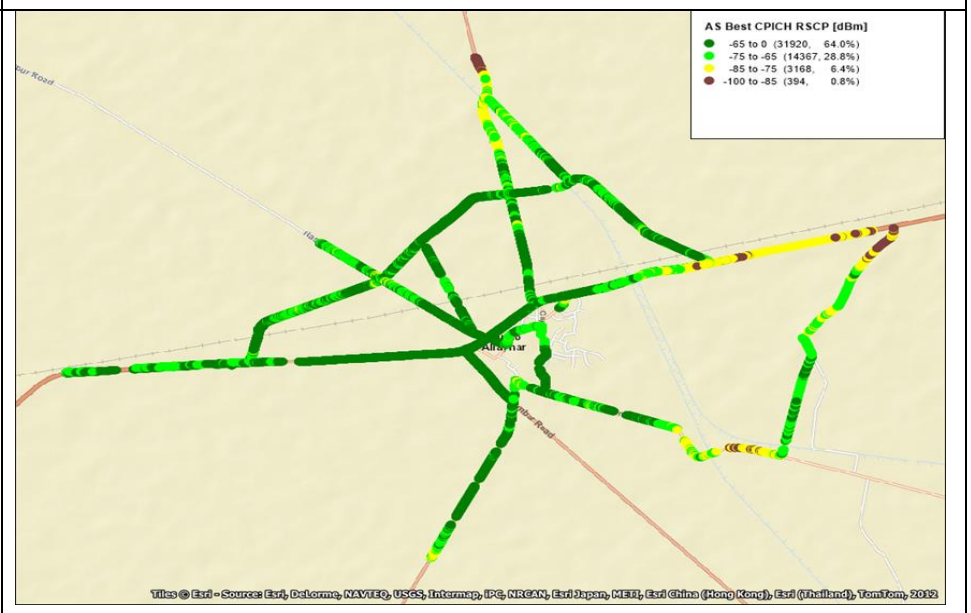 AS Best CPICH RSCP [dBm]
-65 to 0 (31920, 64.0%)
-75 to -65 (14367, 28.8%)
-85 to -75 (3168, 6.4%)
-100 to -85 (394, 0.8%)
ur Road
mbur Road
Tiles © Esri - Source: Esri, DeLorme, NAVTEQ, USGS, Intermap, iPC, NRCAN, Esri Japan, METI, Esri China (Hong Kong), Esri (Thailand), TomTom, 2012